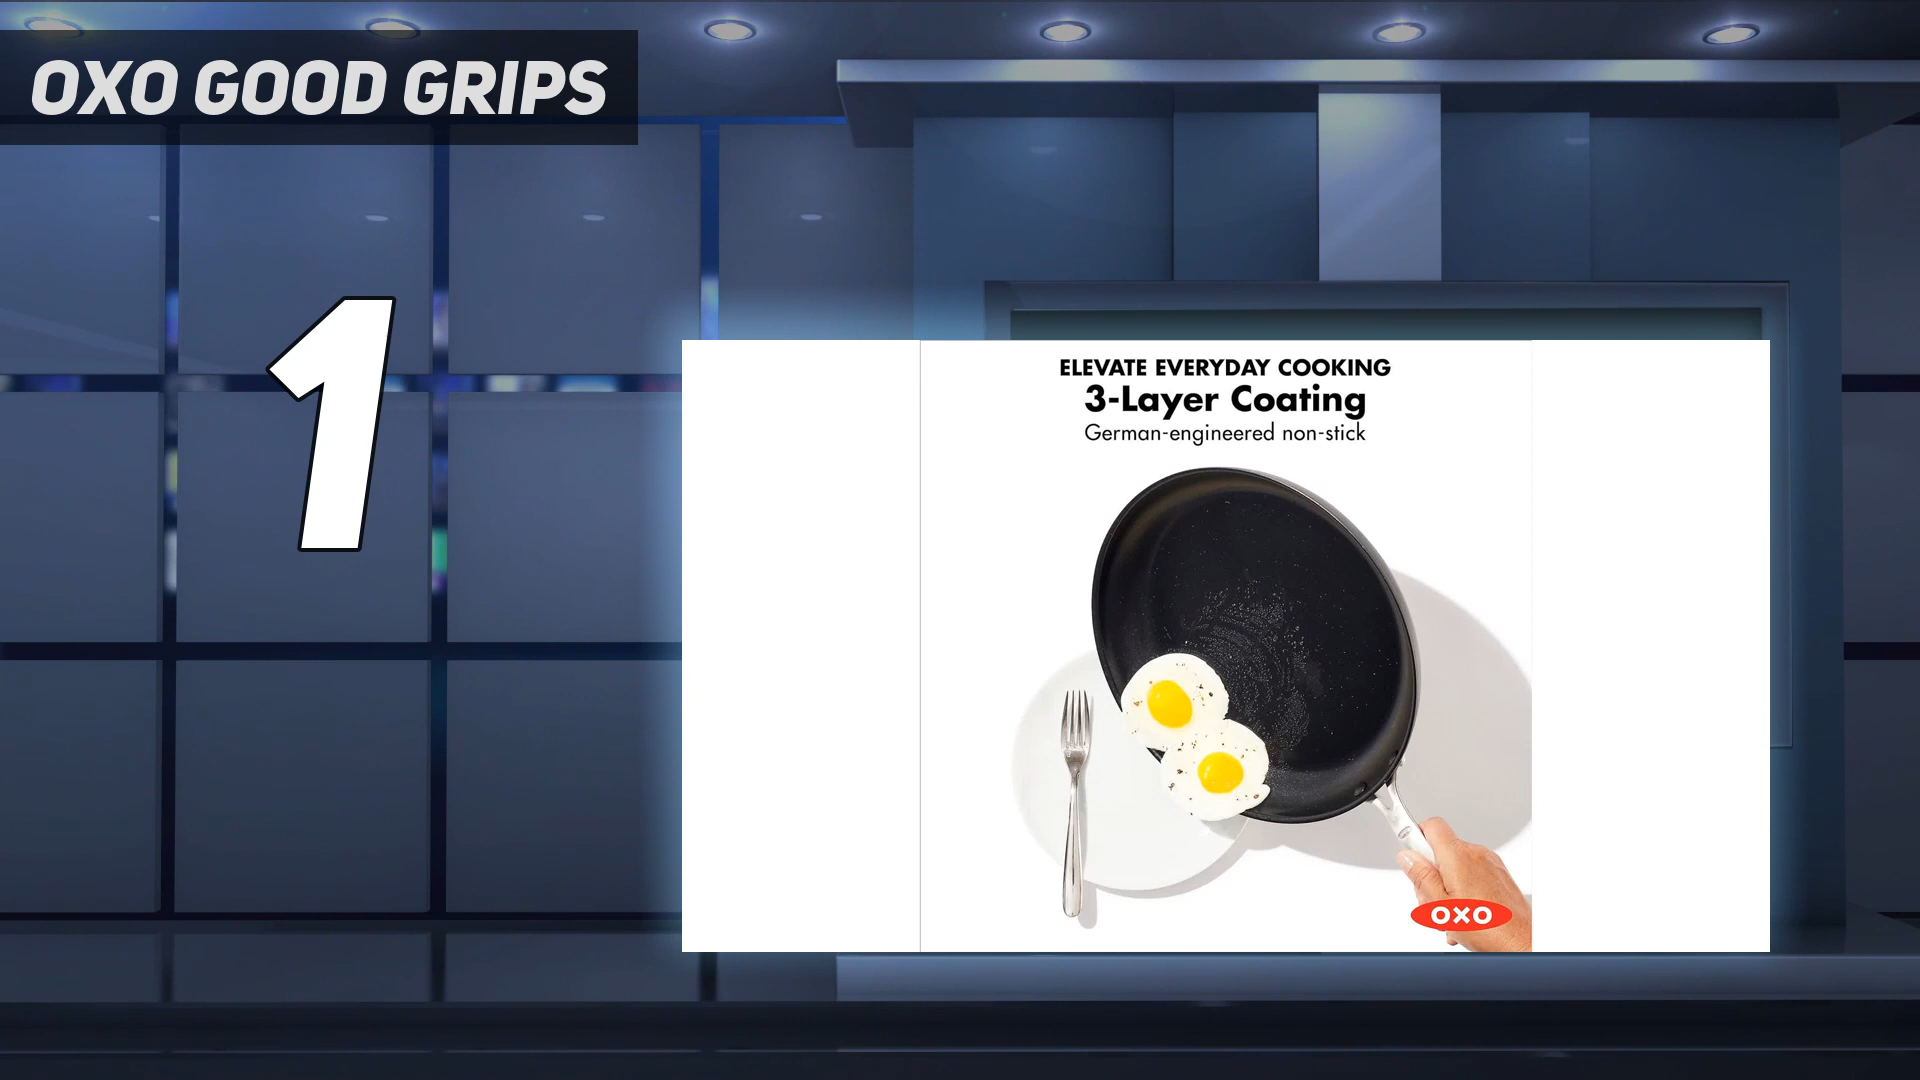 OXO GOOD GRIPS
1
ELEVATE EVERYDAY COOKING
3-Layer Coating
German-engineered non-stick
OXO